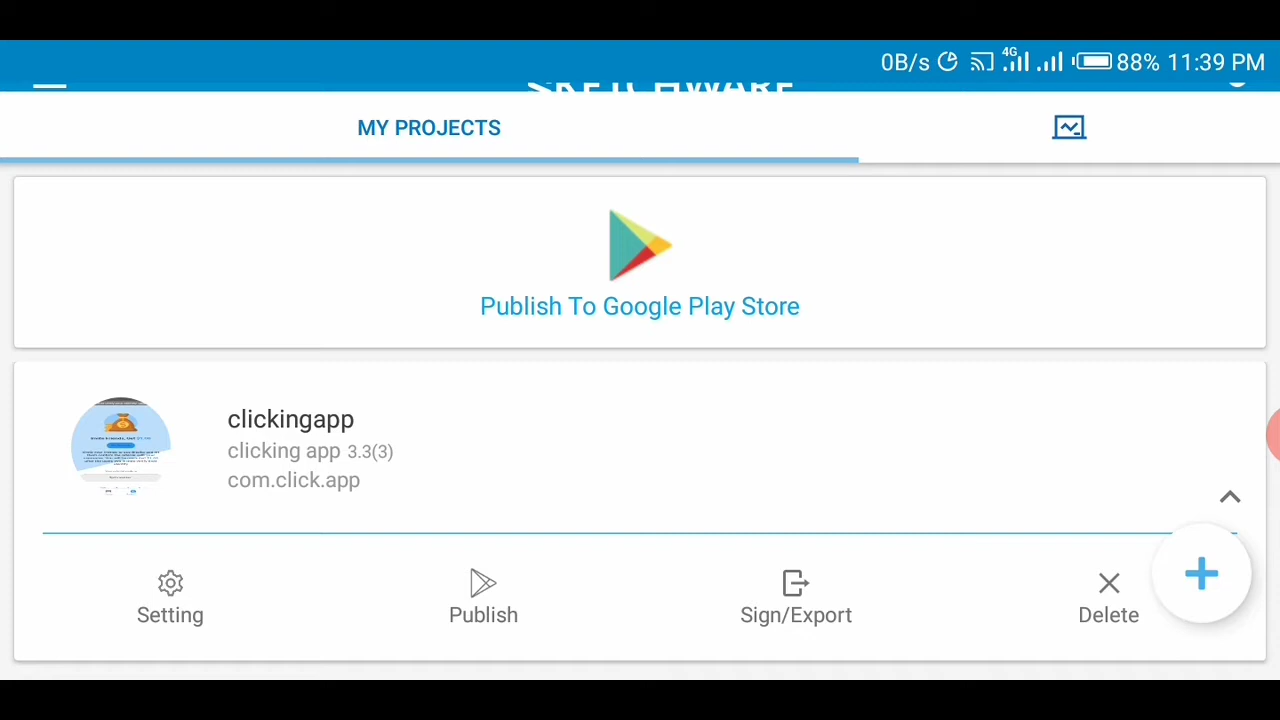 0B/s 4G 88% 11:39 PM
SKETCHWARE
MY PROJECTS
Publish To Google Play Store
clickingapp
clicking app 3.3(3)
com.click.app
Setting
Publish
Sign/Export
Delete